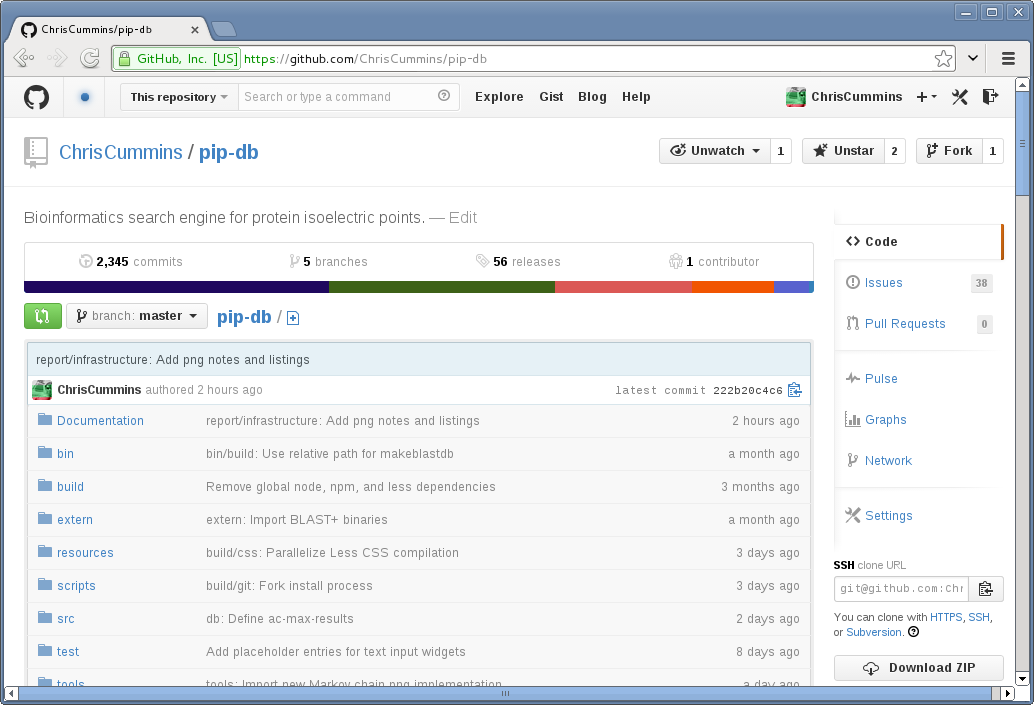 ChrisCummins/pip-db
GitHub, Inc. [US] https://github.com/ChrisCummins/pip-db
This repository Search or type a command Explore Gist Blog Help ChrisCummins
ChrisCummins / pip-db Unwatch 1 Unstar 2 Fork 1
Bioinformatics search engine for protein isoelectric points. — Edit
2,345 commits 5 branches 56 releases 1 contributor
branch: master pip-db /
report/infrastructure: Add png notes and listings
ChrisCummins authored 2 hours ago latest commit 222b20c4c6
Documentation report/infrastructure: Add png notes and listings 2 hours ago
bin bin/build: Use relative path for makeblastdb a month ago
build Remove global node, npm, and less dependencies 3 months ago
extern extern: Import BLAST+ binaries a month ago
resources build/css: Parallelize Less CSS compilation 3 days ago
scripts build/git: Fork install process 3 days ago
src db: Define ac-max-results 2 days ago
test Add placeholder entries for text input widgets 8 days ago
tools tools: Import new Markov chain png implementation a day ago
Code
Issues 38
Pull Requests 0
Pulse
Graphs
Network
Settings
SSH clone URL
git@github.com:Chr
You can clone with HTTPS, SSH,
or Subversion.
Download ZIP